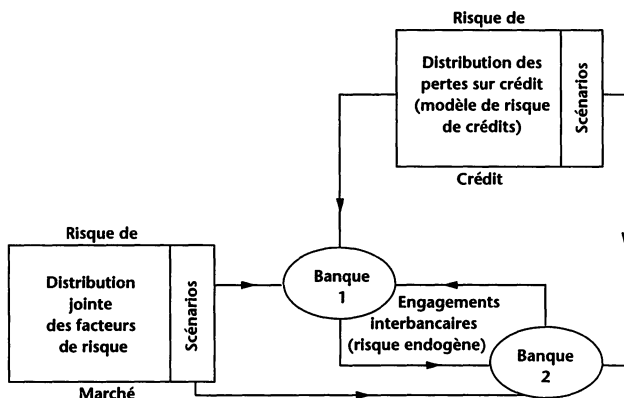 Risque de
Distribution des
pertes sur crédit
(modèle de risque
de crédits)
Scénarios
Crédit
Risque de
Distribution
jointe
des facteurs
de risque
Scénarios
Marché
Banque
1
Engagements
interbancaires
(risque endogène)
Banque
2